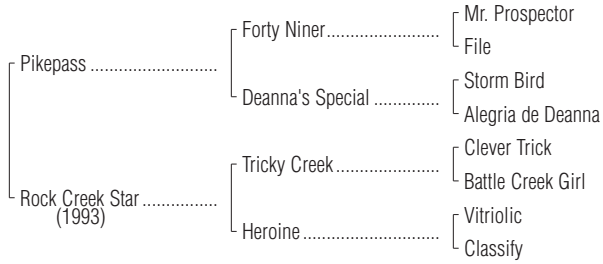 Mr. Prospector
Forty Niner
File
Pikepass
Storm Bird
Deanna's Special
Alegria de Deanna
Clever Trick
Tricky Creek
Battle Creek Girl
Rock Creek Star
(1993)
Vitriolic
Heroine
Classify